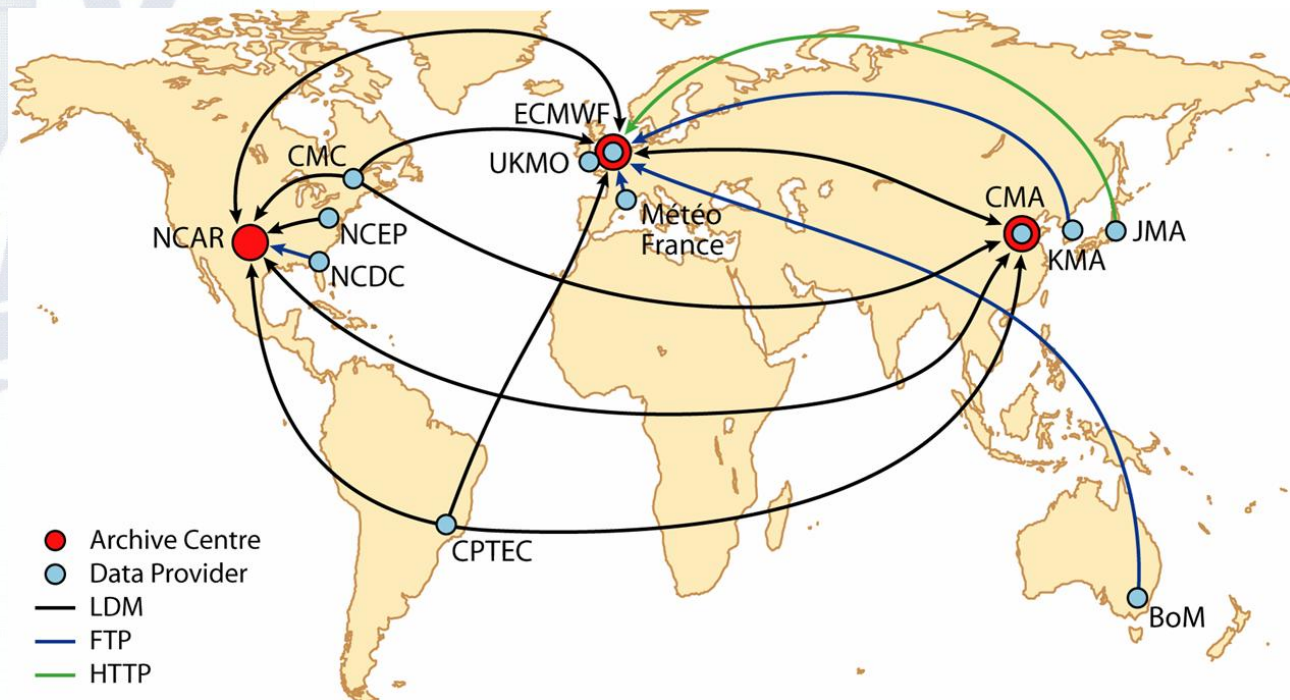 ECMWF
UKMO
CMC
CMA
NCAR
NCEP
Météo
France
JMA
KMA
NCDC
CPTEC
BoM
Archive Centre
Data Provider
LDM
FTP
HTTP